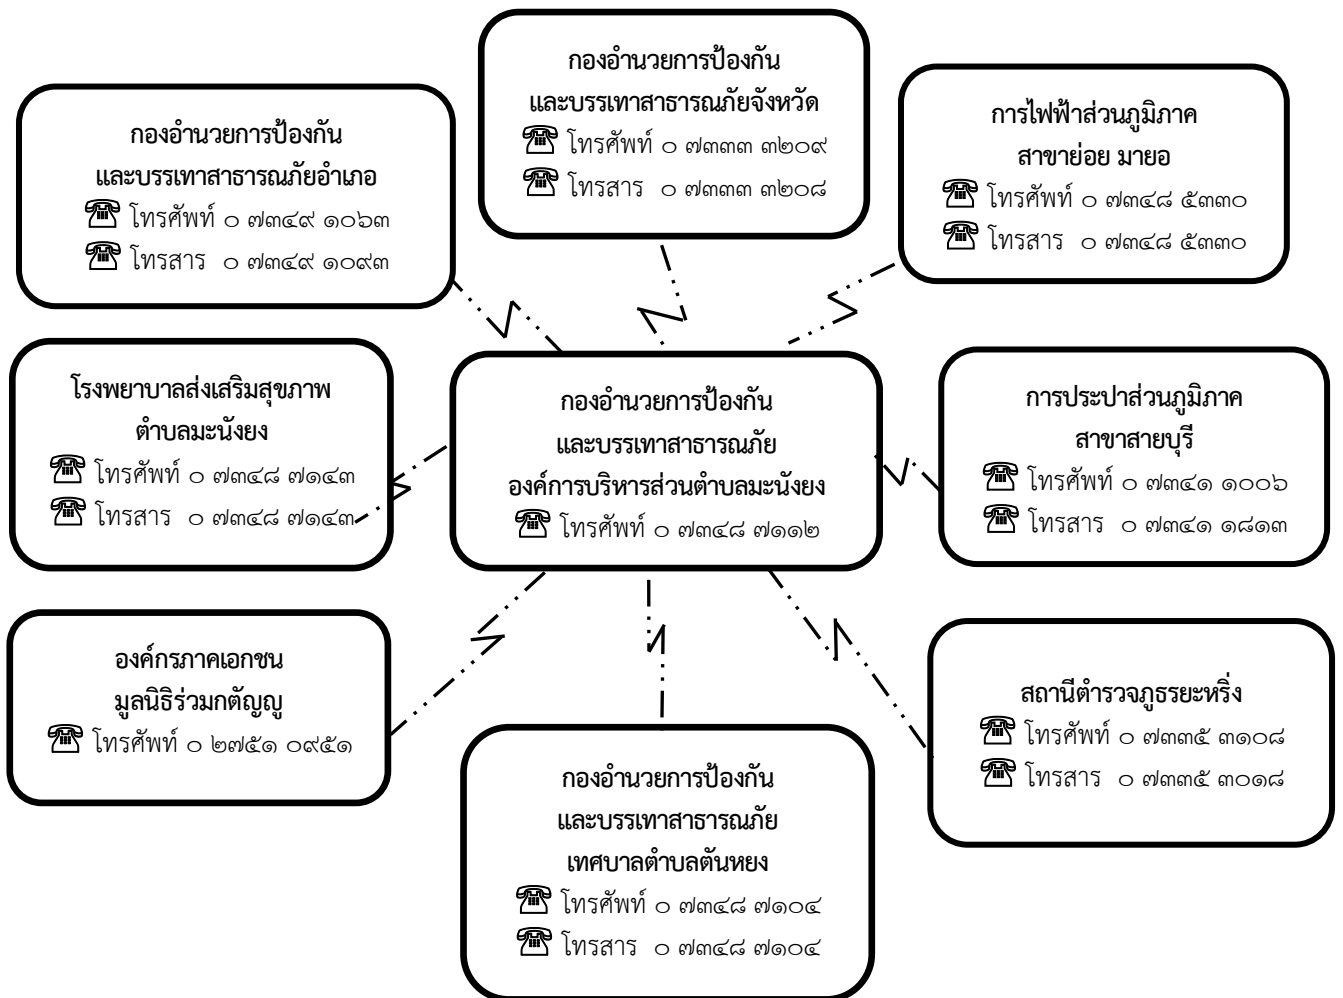 กองอำนวยการป้องกัน
และบรรเทาสาธารณภัยจังหวัด
โทรศัพท์ ๐ ๗๓๓๓ ๓๒๐๙
โทรสาร ๐ ๗๓๓๓ ๓๒๐๘
กองอำนวยการป้องกัน
และบรรเทาสาธารณภัยอำเภอ
โทรศัพท์ ๐ ๗๓๔๙ ๑๐๖๓
โทรสาร ๐ ๗๓๔๙ ๑๐๙๓
การไฟฟ้าส่วนภูมิภาค
สาขาย่อย มายอ
โทรศัพท์ ๐ ๗๓๔๘ ๕๓๓๐
โทรสาร ๐ ๗๓๔๘ ๕๓๓๐
โรงพยาบาลส่งเสริมสุขภาพ
ตำบลมะนังยง
โทรศัพท์ ๐ ๗๓๔๘ ๗๑๔๓
โทรสาร ๐ ๗๓๔๘ ๗๑๔๓
กองอำนวยการป้องกัน
และบรรเทาสาธารณภัย
องค์การบริหารส่วนตำบลมะนังยง
โทรศัพท์ ๐ ๗๓๔๘ ๗๑๑๒
การประปาส่วนภูมิภาค
สาขาสายบุรี
โทรศัพท์ ๐ ๗๓๔๑ ๑๐๐๖
โทรสาร ๐ ๗๓๔๑ ๑๘๑๓
องค์กรภาคเอกชน
มูลนิธิร่วมกตัญญู
โทรศัพท์ ๐ ๒๗๕๑ ๐๙๕๑
กองอำนวยการป้องกัน
และบรรเทาสาธารณภัย
เทศบาลตำบลตันหยง
โทรศัพท์ ๐ ๗๓๔๘ ๗๑๐๔
โทรสาร ๐ ๗๓๔๘ ๗๑๐๔
สถานีตำรวจภูธรยะหริ่ง
โทรศัพท์ ๐ ๗๓๓๕ ๓๑๐๘
โทรสาร ๐ ๗๓๓๕ ๓๐๑๘